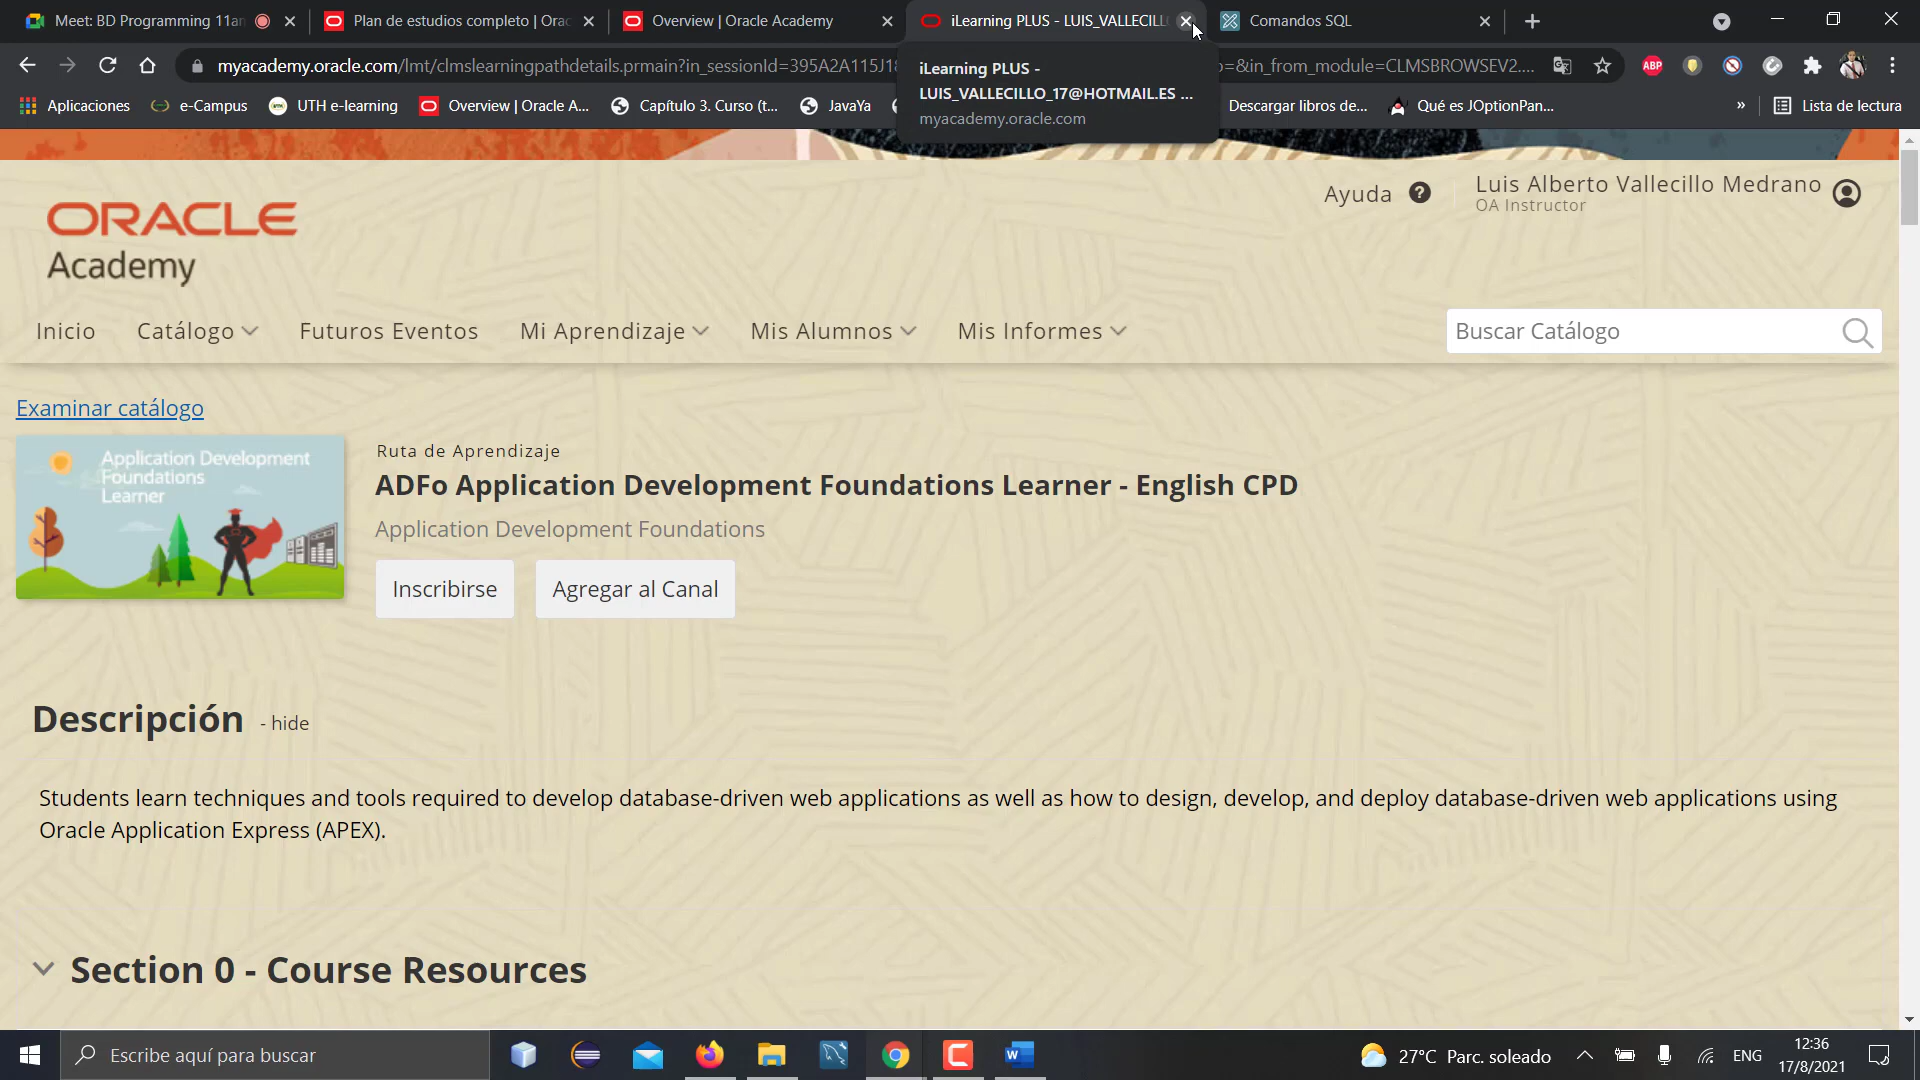 Meet: BD Programming 11am
Plan de estudios completo | Orac
Overview | Oracle Academy
iLearning PLUS - LUIS_VALLECILL
Comandos SQL
myacademy.oracle.com/lmt/clmslearningpathdetails.prmain?in_sessionId=395A2A115J18
o=&in_from_module=CLMSBROWSEV2....
iLearning PLUS -
LUIS_VALLECILLO_17@HOTMAIL.ES ...
myacademy.oracle.com
ABP
Aplicaciones
e-Campus
UTH e-learning
Overview | Oracle A...
Capítulo 3. Curso (t...
JavaYa
Descargar libros de...
Qué es JOptionPan...
»
Lista de lectura
ORACLE
Academy
Ayuda ?
Luis Alberto Vallecillo Medrano
OA Instructor
Inicio
Catálogo
Futuros Eventos
Mi Aprendizaje
Mis Alumnos
Mis Informes
Buscar Catálogo
Examinar catálogo
Application Development
Foundations
Learner
Ruta de Aprendizaje
ADFo Application Development Foundations Learner - English CPD
Application Development Foundations
Inscribirse
Agregar al Canal
Descripción - hide
Students learn techniques and tools required to develop database-driven web applications as well as how to design, develop, and deploy database-driven web applications using
Oracle Application Express (APEX).
Section 0 - Course Resources
Escribe aquí para buscar
27°C Parc. soleado
ENG
12:36
17/8/2021